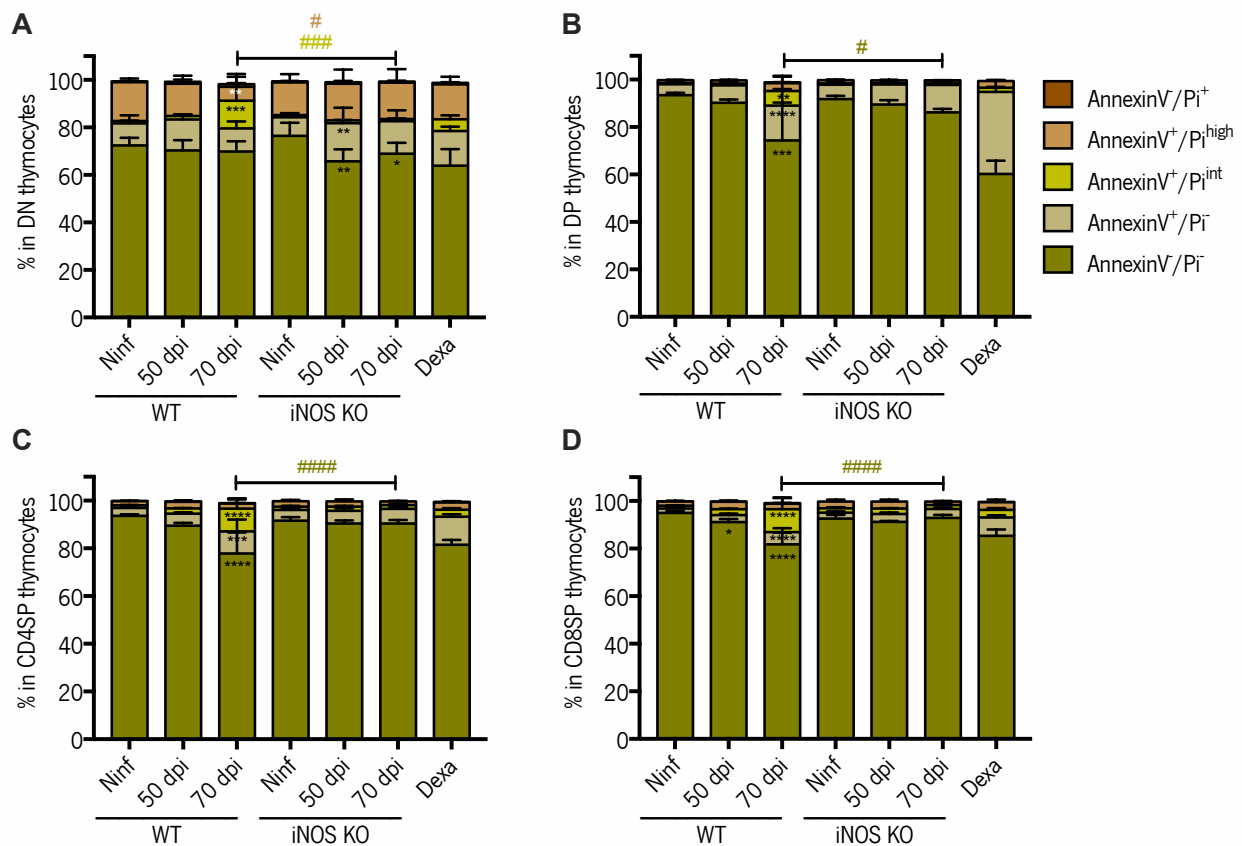 A
#
###
% in DN thymocytes
100
80
60
40
20
0
**
***
**
**
*
Ninf
50 dpi
70 dpi
Ninf
50 dpi
70 dpi
Dexa
WT
iNOS KO
B
#
% in DP thymocytes
100
80
60
40
20
0
**
****
***
Ninf
50 dpi
70 dpi
Ninf
50 dpi
70 dpi
Dexa
WT
iNOS KO
AnnexinV⁻/Pi⁺
AnnexinV⁺/Pi^high
AnnexinV⁺/Pi^int
AnnexinV⁺/Pi⁻
AnnexinV⁻/Pi⁻
C
####
% in CD4SP thymocytes
100
80
60
40
20
0
****
***
****
Ninf
50 dpi
70 dpi
Ninf
50 dpi
70 dpi
Dexa
WT
iNOS KO
D
####
% in CD8SP thymocytes
100
80
60
40
20
0
*
****
****
****
Ninf
50 dpi
70 dpi
Ninf
50 dpi
70 dpi
Dexa
WT
iNOS KO